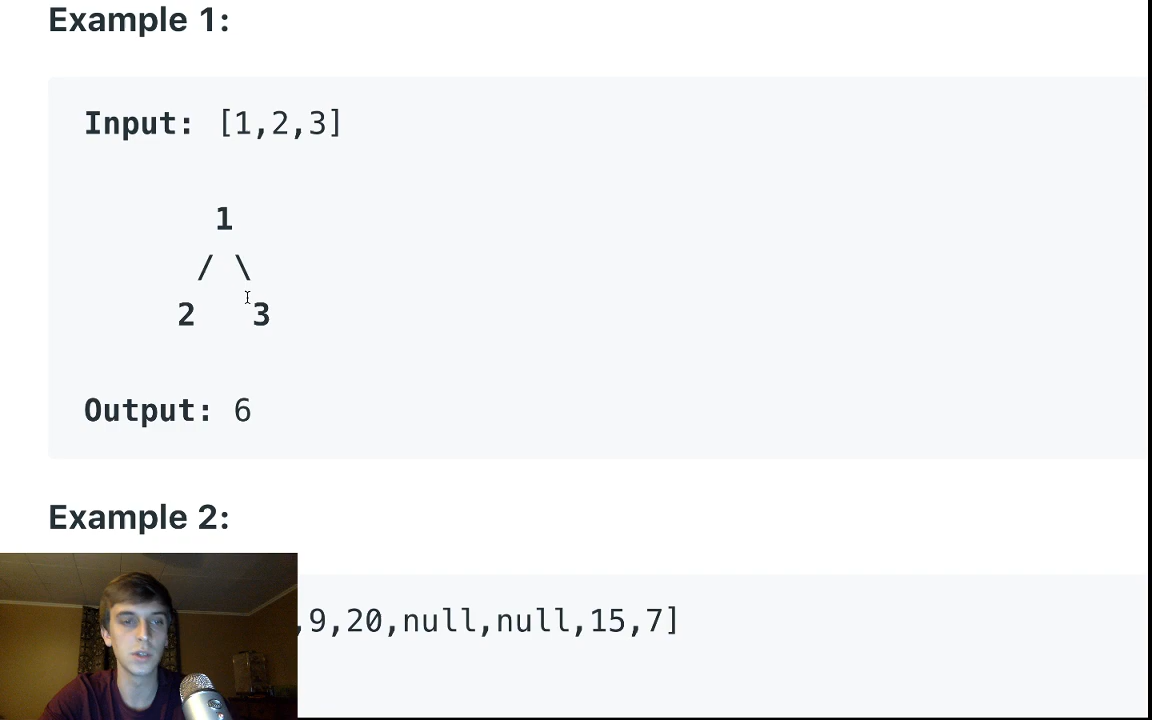 Example 1:
Input: [1,2,3]
1
/ \
2 3
Output: 6
Example 2:
,9,20,null,null,15,7]